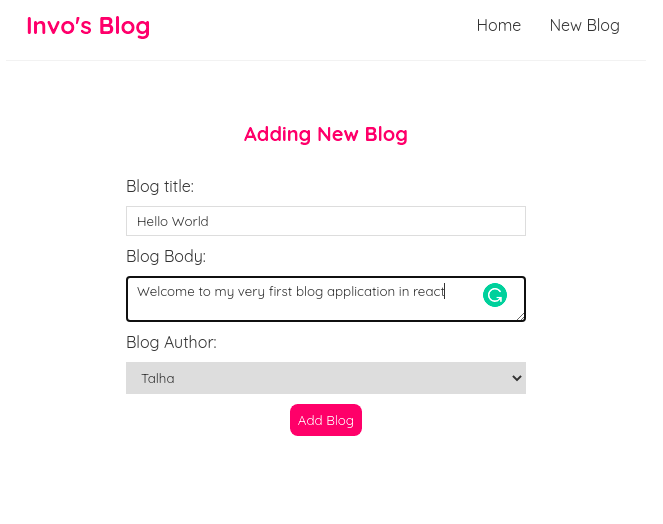 Invo's Blog
Home
New Blog
Adding New Blog
Blog title:
Hello World
Blog Body:
Welcome to my very first blog application in react
Blog Author:
Talha
Add Blog